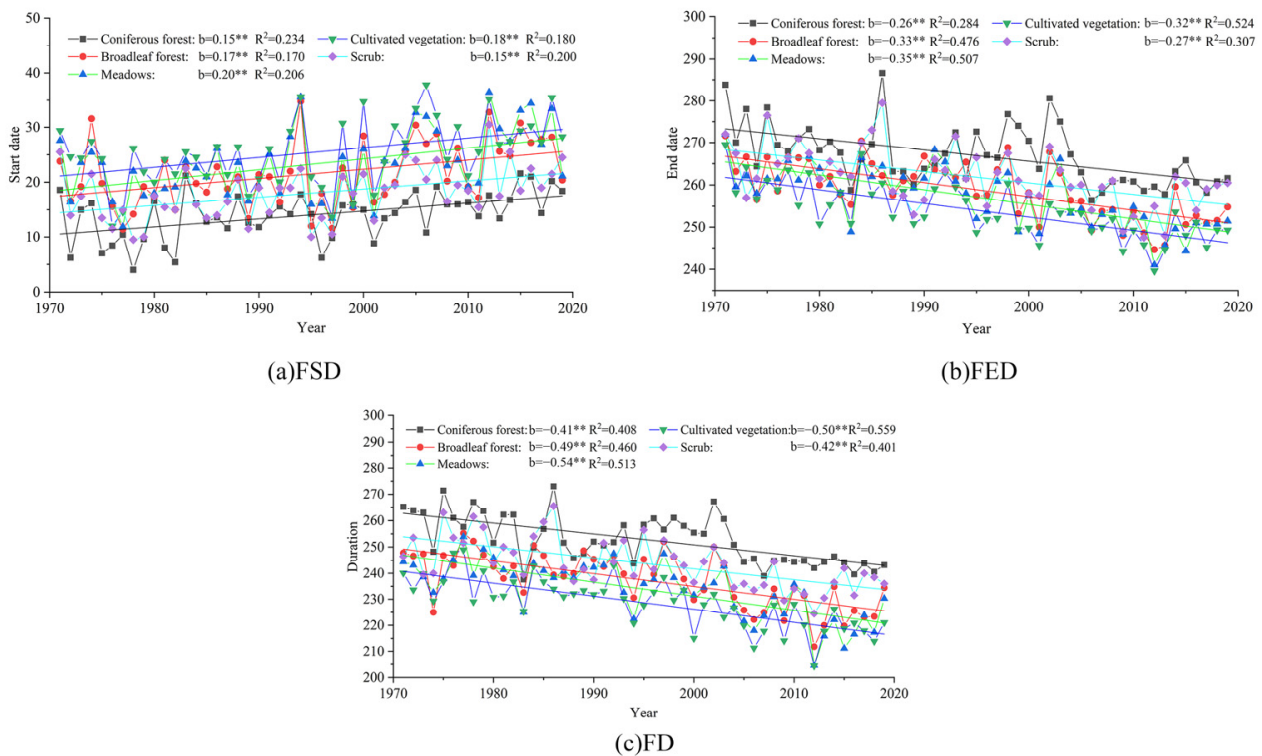 50
40
30
20
10
0
Start date
Coniferous forest: b=0.15** R²=0.234
Broadleaf forest: b=0.17** R²=0.170
Meadows: b=0.20** R²=0.206
Cultivated vegetation: b=0.18** R²=0.180
Scrub: b=0.15** R²=0.200
1970 1980 1990 2000 2010 2020
Year
(a)FSD
300
290
280
270
260
250
240
End date
Coniferous forest: b=−0.26** R²=0.284
Broadleaf forest: b=−0.33** R²=0.476
Meadows: b=−0.35** R²=0.507
Cultivated vegetation: b=−0.32** R²=0.524
Scrub: b=−0.27** R²=0.307
1970 1980 1990 2000 2010 2020
Year
(b)FED
300
290
280
270
260
250
240
230
220
210
200
Duration
Coniferous forest: b=−0.41** R²=0.408
Broadleaf forest: b=−0.49** R²=0.460
Meadows: b=−0.54** R²=0.513
Cultivated vegetation: b=−0.50** R²=0.559
Scrub: b=−0.42** R²=0.401
1970 1980 1990 2000 2010 2020
Year
(c)FD